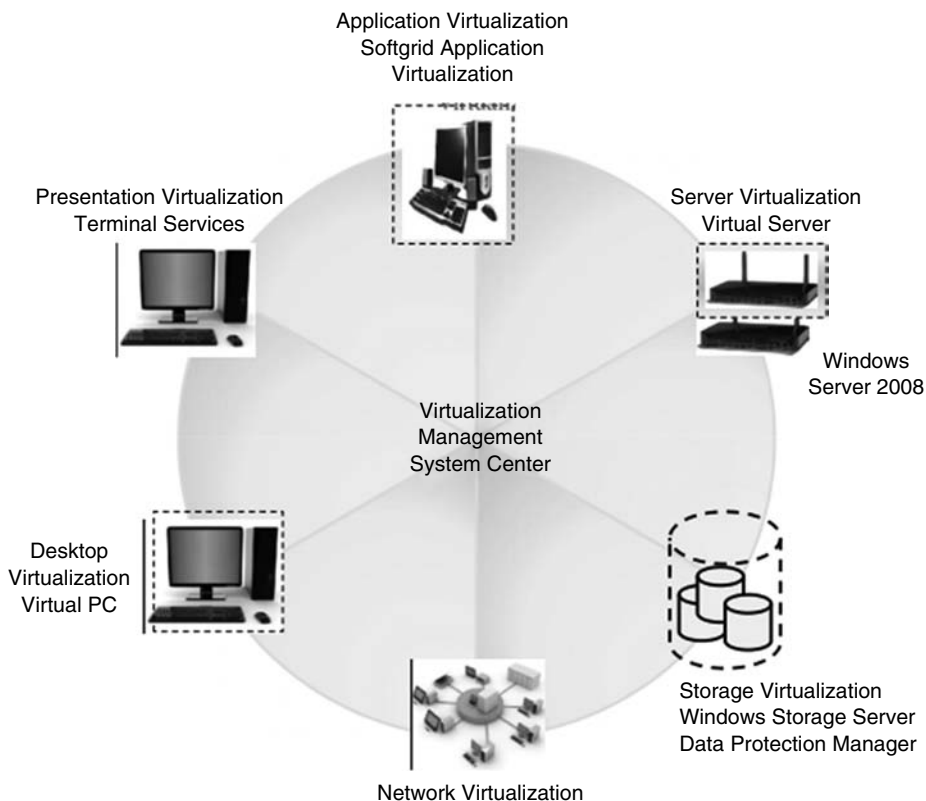 Application Virtualization
Softgrid Application
Virtualization
Presentation Virtualization
Terminal Services
Server Virtualization
Virtual Server
Windows
Server 2008
Virtualization
Management
System Center
Desktop
Virtualization
Virtual PC
Storage Virtualization
Windows Storage Server
Data Protection Manager
Network Virtualization